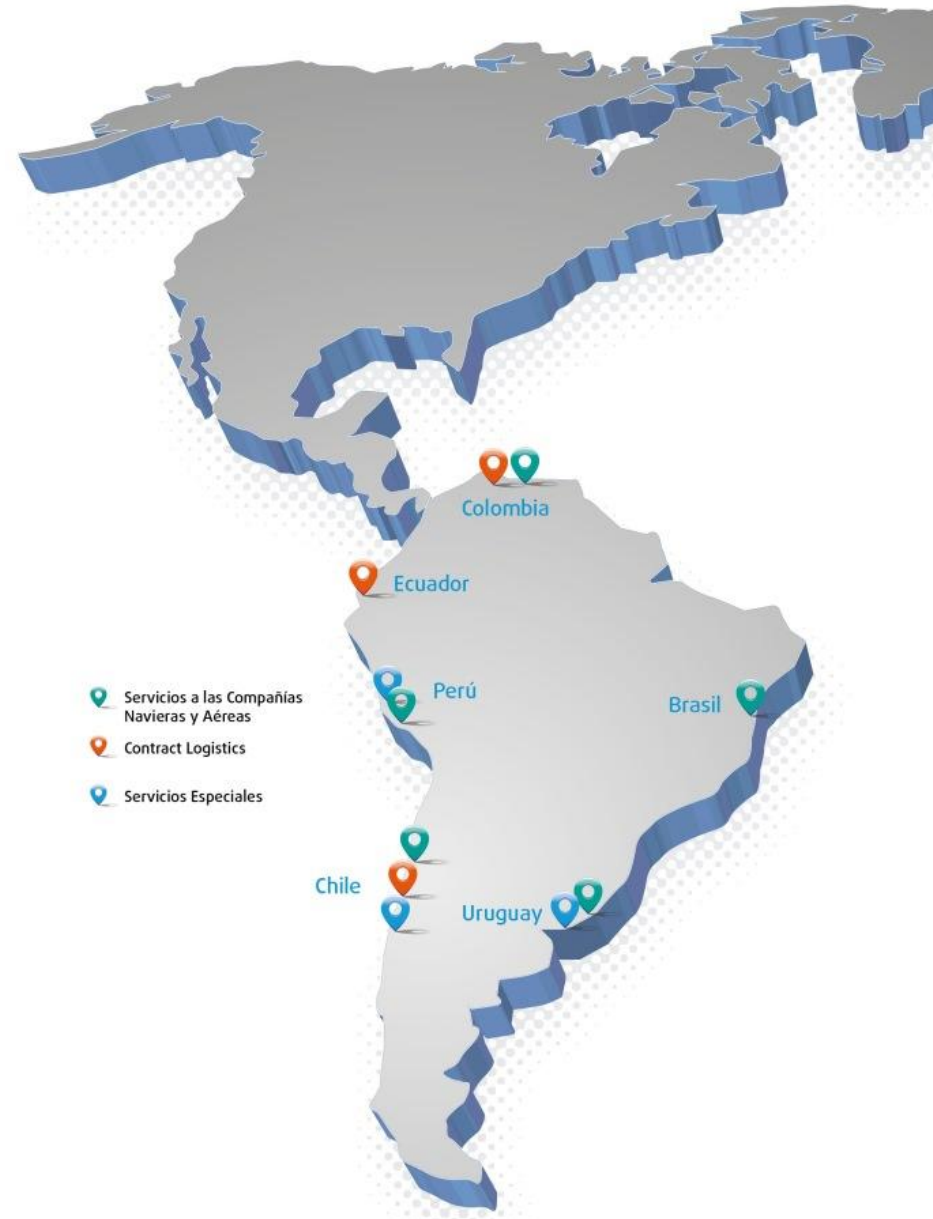 Colombia
Ecuador
Perú
Brasil
Servicios a las Compañías
Navieras y Aéreas
Contract Logistics
Servicios Especiales
Chile
Uruguay